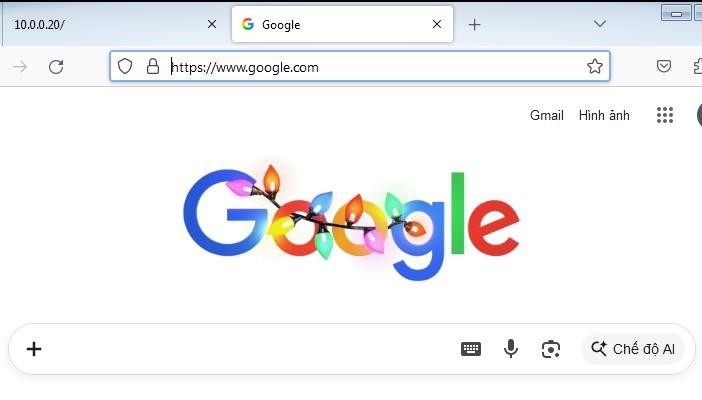 10.0.0.20/
Google
https://www.google.com
Gmail Hình ảnh
Google
Chế độ AI